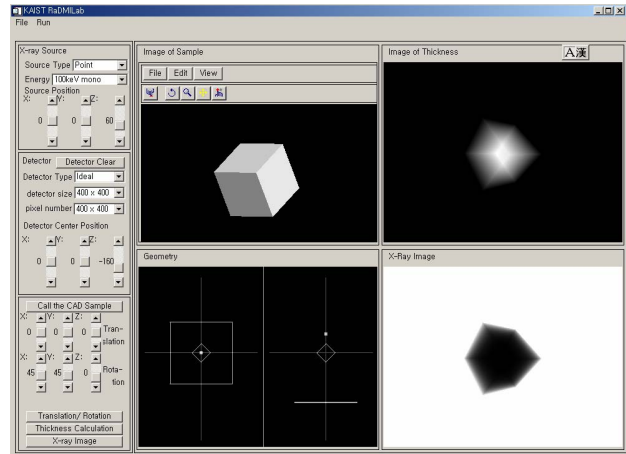 KAIST RaDMILab
File Run
X-ray Source
Source Type Point
Energy 100keV mono
Source Position
X: Y: Z:
0 0 60
Detector Detector Clear
Detector Type Ideal
detector size 400 x 400
pixel number 400 x 400
Detector Center Position
X: Y: Z:
0 0 -160
Call the CAD Sample
X: Y: Z:
0 0 0 Tran-
slation
X: Y: Z:
45 45 0 Rota-
tion
Translation/ Rotation
Thickness Calculation
X-ray Image
Image of Sample
File Edit View
Image of Thickness
A漢
Geometry
X-Ray Image